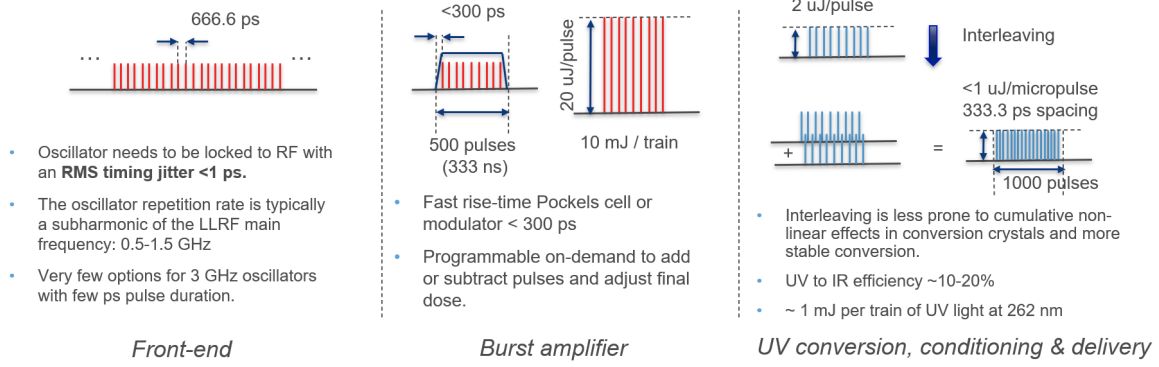 666.6 ps
... ...
• Oscillator needs to be locked to RF with
an RMS timing jitter <1 ps.
• The oscillator repetition rate is typically
a subharmonic of the LLRF main
frequency: 0.5-1.5 GHz
• Very few options for 3 GHz oscillators
with few ps pulse duration.
Front-end
<300 ps
20 uJ/pulse
500 pulses
(333 ns)
10 mJ / train
• Fast rise-time Pockels cell or
modulator < 300 ps
• Programmable on-demand to add
or subtract pulses and adjust final
dose.
Burst amplifier
2 uJ/pulse
Interleaving
<1 uJ/micropulse
333.3 ps spacing
+
=
1000 pulses
• Interleaving is less prone to cumulative non-
linear effects in conversion crystals and more
stable conversion.
• UV to IR efficiency ~10-20%
• ~ 1 mJ per train of UV light at 262 nm
UV conversion, conditioning & delivery